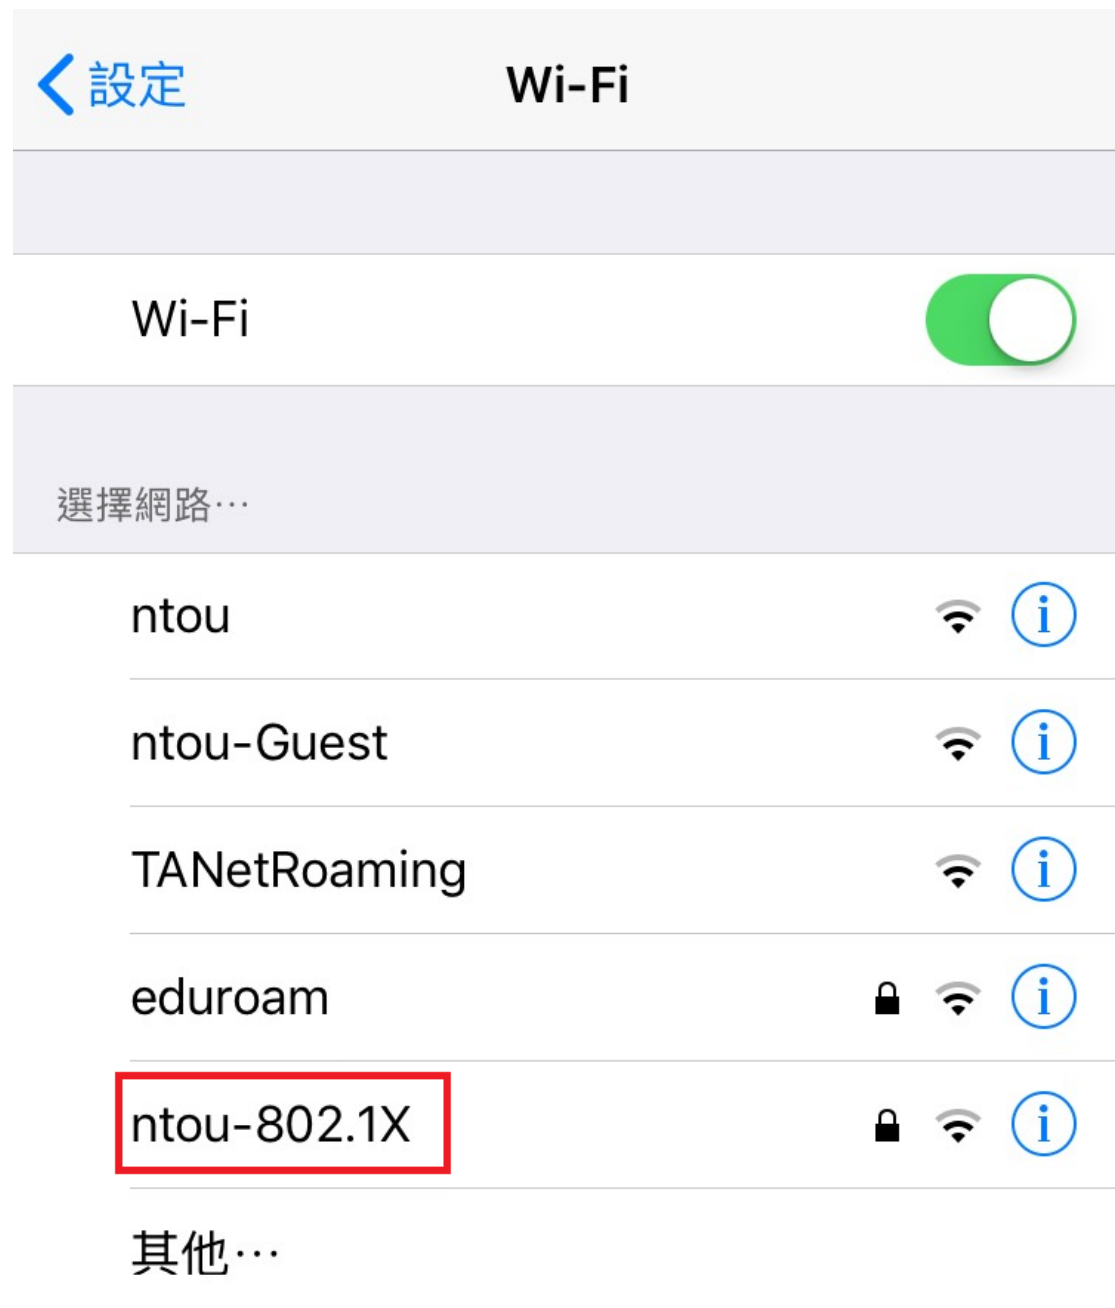 設定
Wi-Fi
Wi-Fi
選擇網路⋯
ntou
ntou-Guest
TANetRoaming
eduroam
ntou-802.1X
其他⋯